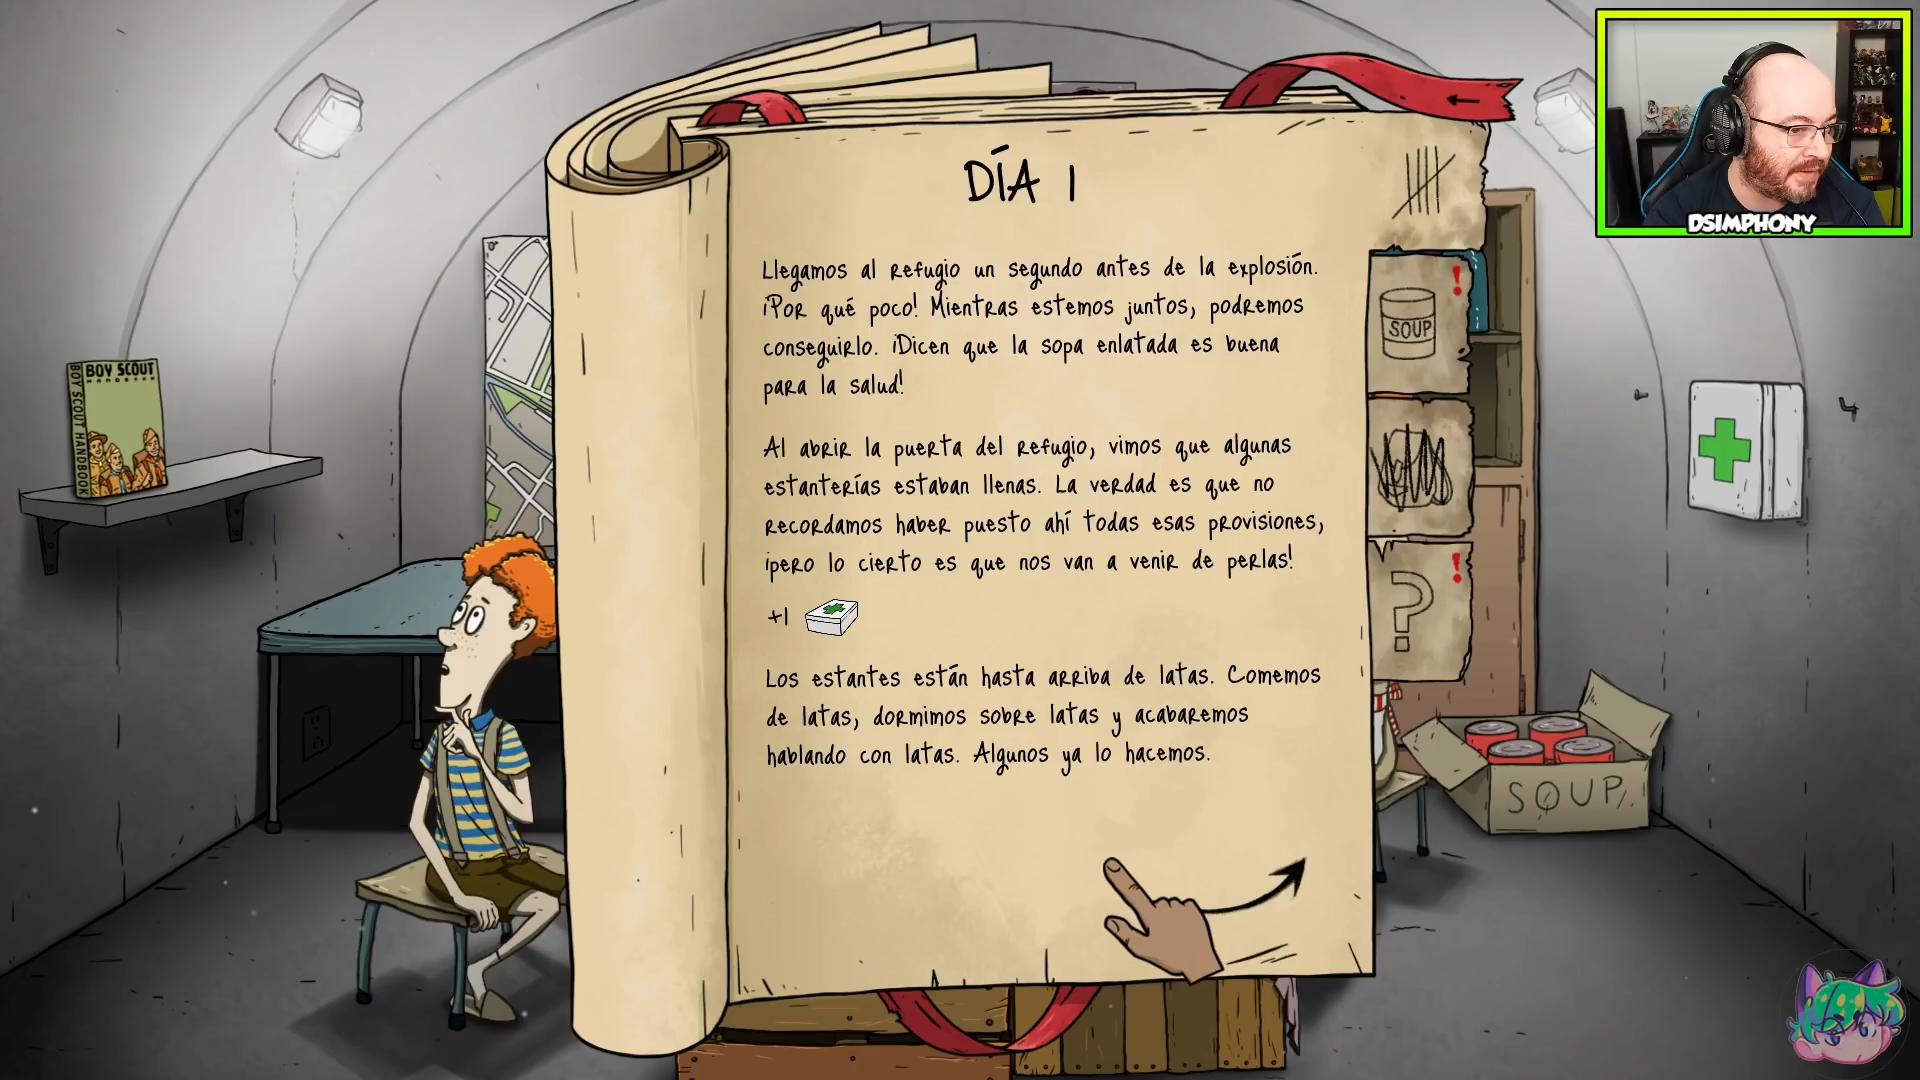 DSIMPHONY
DÍA 1
Llegamos al refugio un segundo antes de la explosión.
¡Por qué poco! Mientras estemos juntos, podremos
conseguirlo. ¡Dicen que la sopa enlatada es buena
para la salud!
Al abrir la puerta del refugio, vimos que algunas
estanterías estaban llenas. La verdad es que no
recordamos haber puesto ahí todas esas provisiones,
¡pero lo cierto es que nos van a venir de perlas!
+1
Los estantes están hasta arriba de latas. Comemos
de latas, dormimos sobre latas y acabaremos
hablando con latas. Algunos ya lo hacemos.
!
SOUP
!
?
BOY SCOUT
HANDBOOK
BOY SCOUT HANDBOOK
SOUP